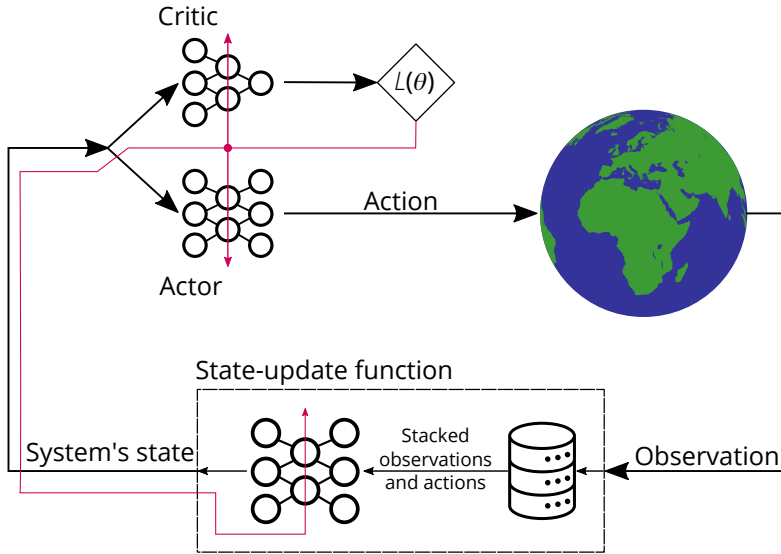 Critic
L(θ)
Action
Actor
State-update function
System's state
Stacked
observations
and actions
Observation